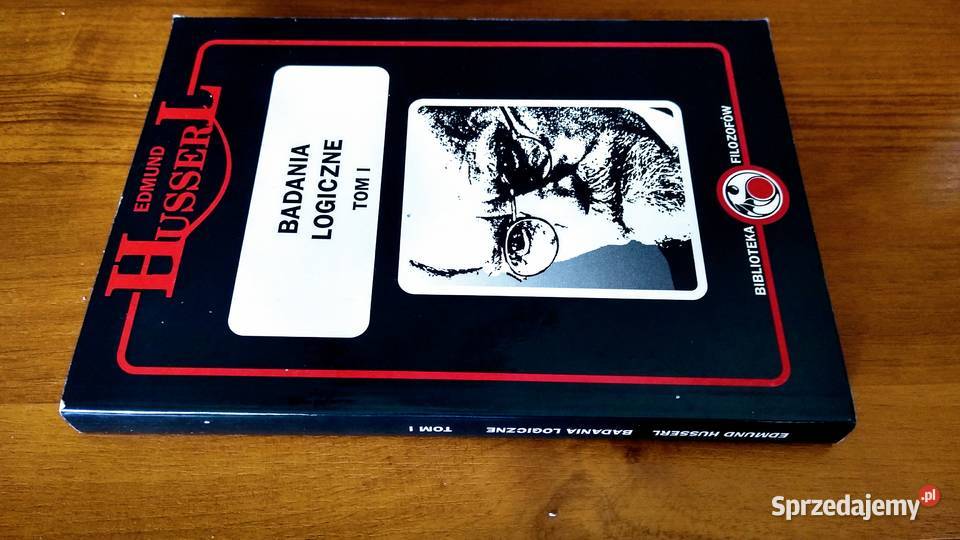 EDMUND
HUSSERL
BADANIA
LOGICZNE
TOM I
BIBLIOTEKA FILOZOFÓW
EDMUND HUSSERL BADANIA LOGICZNE TOM I
Sprzedajemy.pl